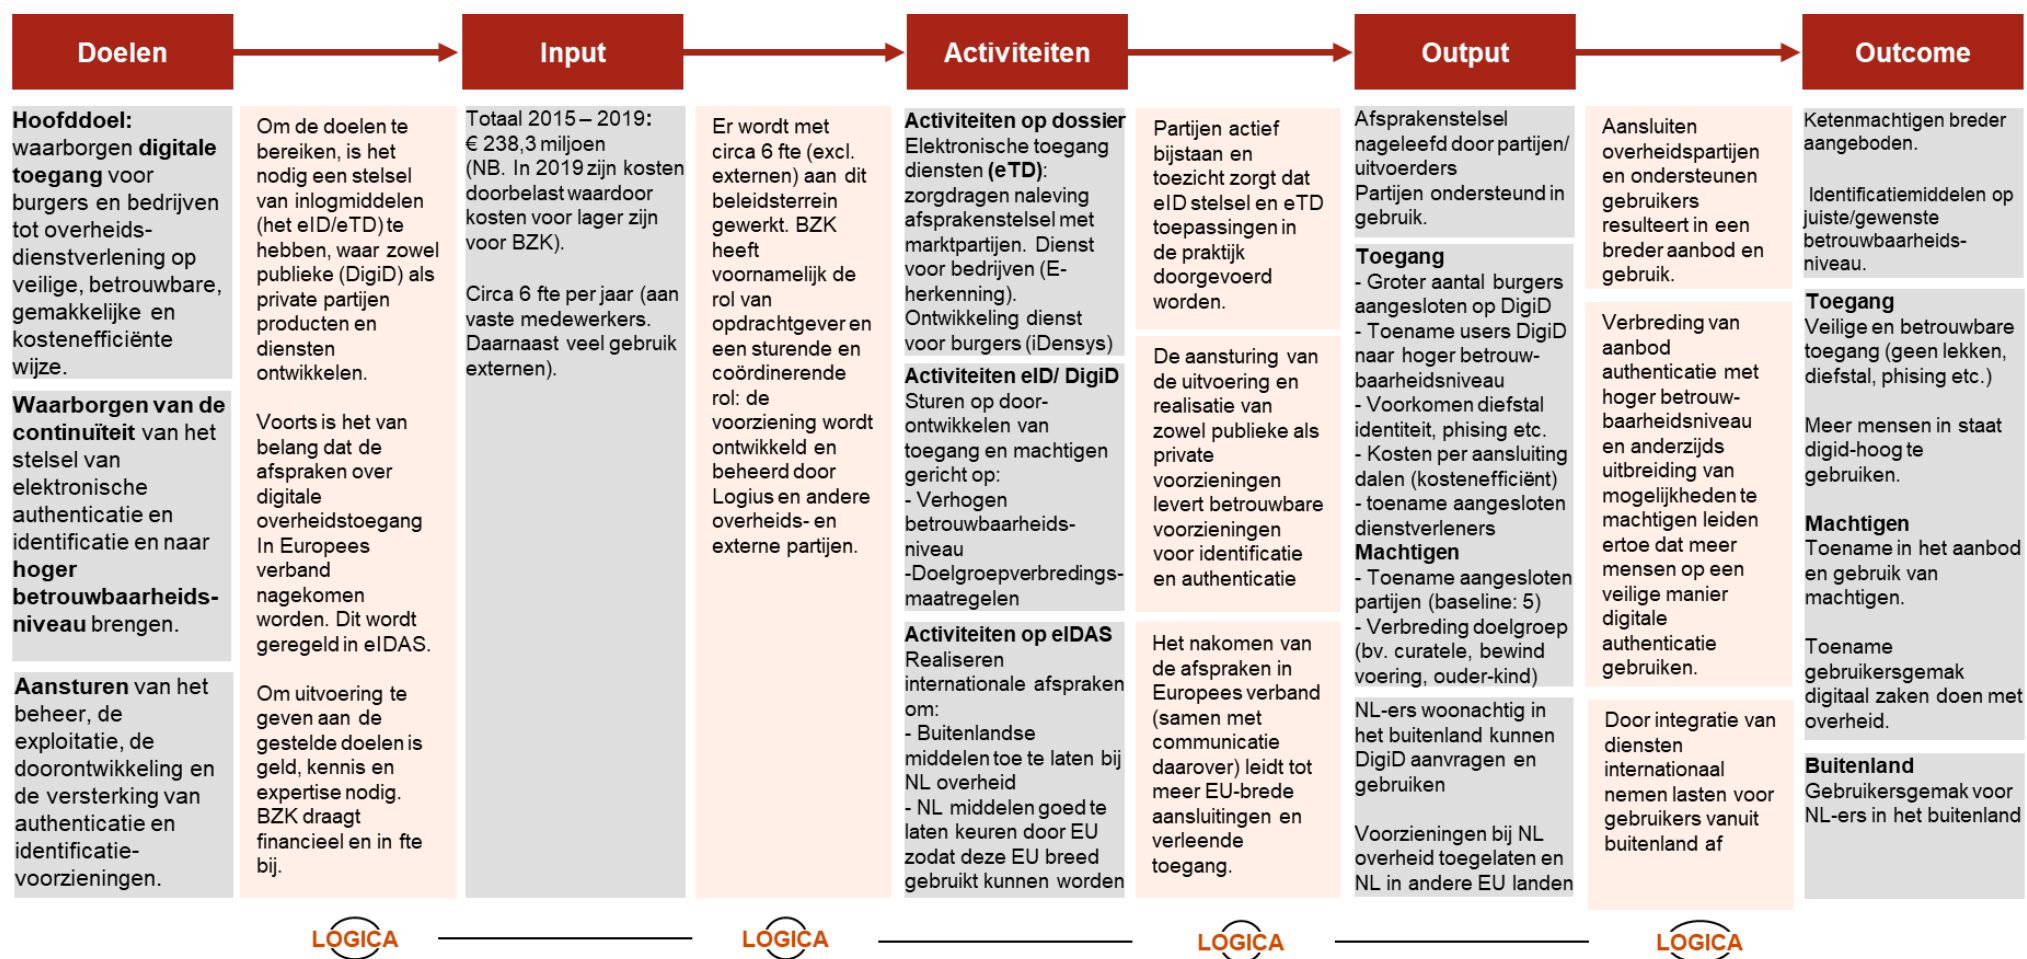 Doelen
Input
Activiteiten
Output
Outcome
Hoofddoel:
waarborgen digitale
toegang voor
burgers en bedrijven
tot overheids-
dienstverlening op
veilige, betrouwbare,
gemakkelijke en
kostenefficiënte
wijze.
Waarborgen van de
continuïteit van het
stelsel van
elektronische
authenticatie en
identificatie en naar
hoger
betrouwbaarheids-
niveau brengen.
Aansturen van het
beheer, de
exploitatie, de
doorontwikkeling en
de versterking van
authenticatie en
identificatie-
voorzieningen.
Om de doelen te
bereiken, is het
nodig een stelsel
van inlogmiddelen
(het eID/eTD) te
hebben, waar zowel
publieke (DigiD) als
private partijen
producten en
diensten
ontwikkelen.
Voorts is het van
belang dat de
afspraken over
digitale
overheidstoegang
In Europees
verband
nagekomen
worden. Dit wordt
geregeld in eIDAS.
Om uitvoering te
geven aan de
gestelde doelen is
geld, kennis en
expertise nodig.
BZK draagt
financieel en in fte
bij.
Totaal 2015 – 2019:
€ 238,3 miljoen
(NB. In 2019 zijn kosten
doorbelast waardoor
kosten voor lager zijn
voor BZK).
Circa 6 fte per jaar (aan
vaste medewerkers.
Daarnaast veel gebruik
externen).
Er wordt met
circa 6 fte (excl.
externen) aan dit
beleidsterrein
gewerkt. BZK
heeft
voornamelijk de
rol van
opdrachtgever en
een sturende en
coördinerende
rol: de
voorziening wordt
ontwikkeld en
beheerd door
Logius en andere
overheids- en
externe partijen.
Activiteiten op dossier
Elektronische toegang
diensten (eTD):
zorgdragen naleving
afsprakenstelsel met
marktpartijen. Dienst
voor bedrijven (E-
herkenning).
Ontwikkeling dienst
voor burgers (iDensys)
Activiteiten eID/ DigiD
Sturen op door-
ontwikkelen van
toegang en machtigen
gericht op:
- Verhogen
betrouwbaarheids-
niveau
-Doelgroepverbredings-
maatregelen
Activiteiten op eIDAS
Realiseren
internationale afspraken
om:
- Buitenlandse
middelen toe te laten bij
NL overheid
- NL middelen goed te
laten keuren door EU
zodat deze EU breed
gebruikt kunnen worden
Partijen actief
bijstaan en
toezicht zorgt dat
eID stelsel en eTD
toepassingen in
de praktijk
doorgevoerd
worden.
De aansturing van
de uitvoering en
realisatie van
zowel publieke als
private
voorzieningen
levert betrouwbare
voorzieningen
voor identificatie
en authenticatie
Het nakomen van
de afspraken in
Europees verband
(samen met
communicatie
daarover) leidt tot
meer EU-brede
aansluitingen en
verleende
toegang.
Afsprakenstelsel
nageleefd door partijen/
uitvoerders
Partijen ondersteund in
gebruik.
Toegang
- Groter aantal burgers
aangesloten op DigiD
- Toename users DigiD
naar hoger betrouw-
baarheidsniveau
- Voorkomen diefstal
identiteit, phising etc.
- Kosten per aansluiting
dalen (kostenefficiënt)
- toename aangesloten
dienstverleners
Machtigen
- Toename aangesloten
partijen (baseline: 5)
- Verbreding doelgroep
(bv. curatele, bewind
voering, ouder-kind)
NL-ers woonachtig in
het buitenland kunnen
DigiD aanvragen en
gebruiken
Voorzieningen bij NL
overheid toegelaten en
NL in andere EU landen
Aansluiten
overheidspartijen
en ondersteunen
gebruikers
resulteert in een
breder aanbod en
gebruik.
Verbreding van
aanbod
authenticatie met
hoger betrouw-
baarheidsniveau
en anderzijds
uitbreiding van
mogelijkheden te
machtigen leiden
ertoe dat meer
mensen op een
veilige manier
digitale
authenticatie
gebruiken.
Door integratie van
diensten
internationaal
nemen lasten voor
gebruikers vanuit
buitenland af
Ketenmachtigen breder
aangeboden.
Identificatiemiddelen op
juiste/gewenste
betrouwbaarheids-
niveau.
Toegang
Veilige en betrouwbare
toegang (geen lekken,
diefstal, phising etc.)
Meer mensen in staat
digid-hoog te
gebruiken.
Machtigen
Toename in het aanbod
en gebruik van
machtigen.
Toename
gebruikersgemak
digitaal zaken doen met
overheid.
Buitenland
Gebruikersgemak voor
NL-ers in het buitenland
LOGICA
LOGICA
LOGICA
LOGICA